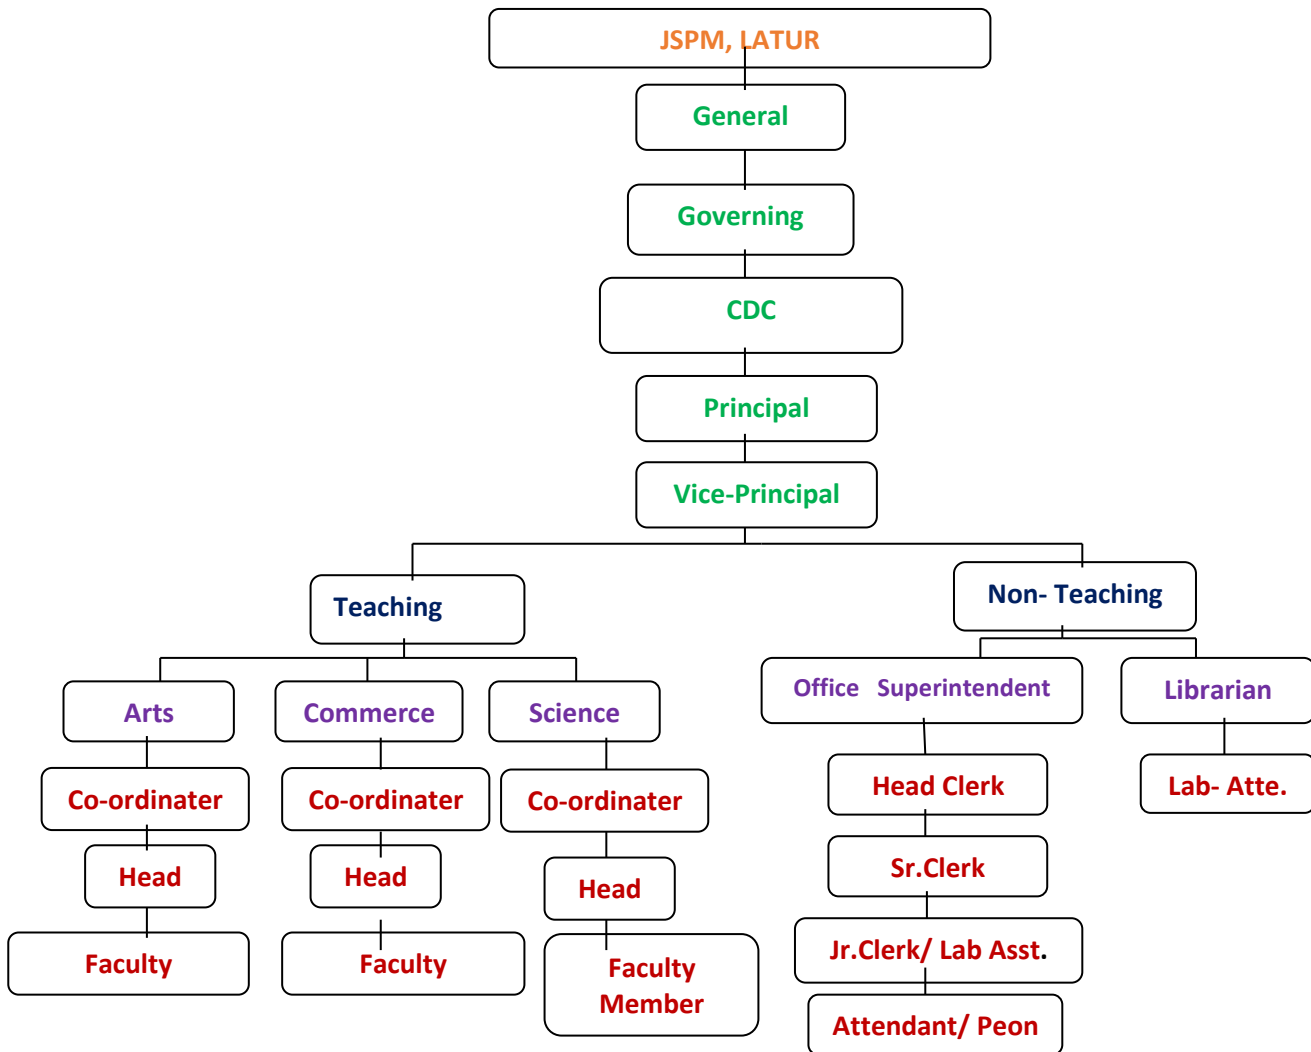 JSPM, LATUR
General
Governing
CDC
Principal
Vice-Principal
Teaching
Non- Teaching
Arts
Commerce
Science
Office Superintendent
Librarian
Co-ordinater
Co-ordinater
Co-ordinater
Head Clerk
Lab- Atte.
Head
Head
Head
Sr.Clerk
Faculty
Faculty
Faculty
Member
Jr.Clerk/ Lab Asst.
Attendant/ Peon